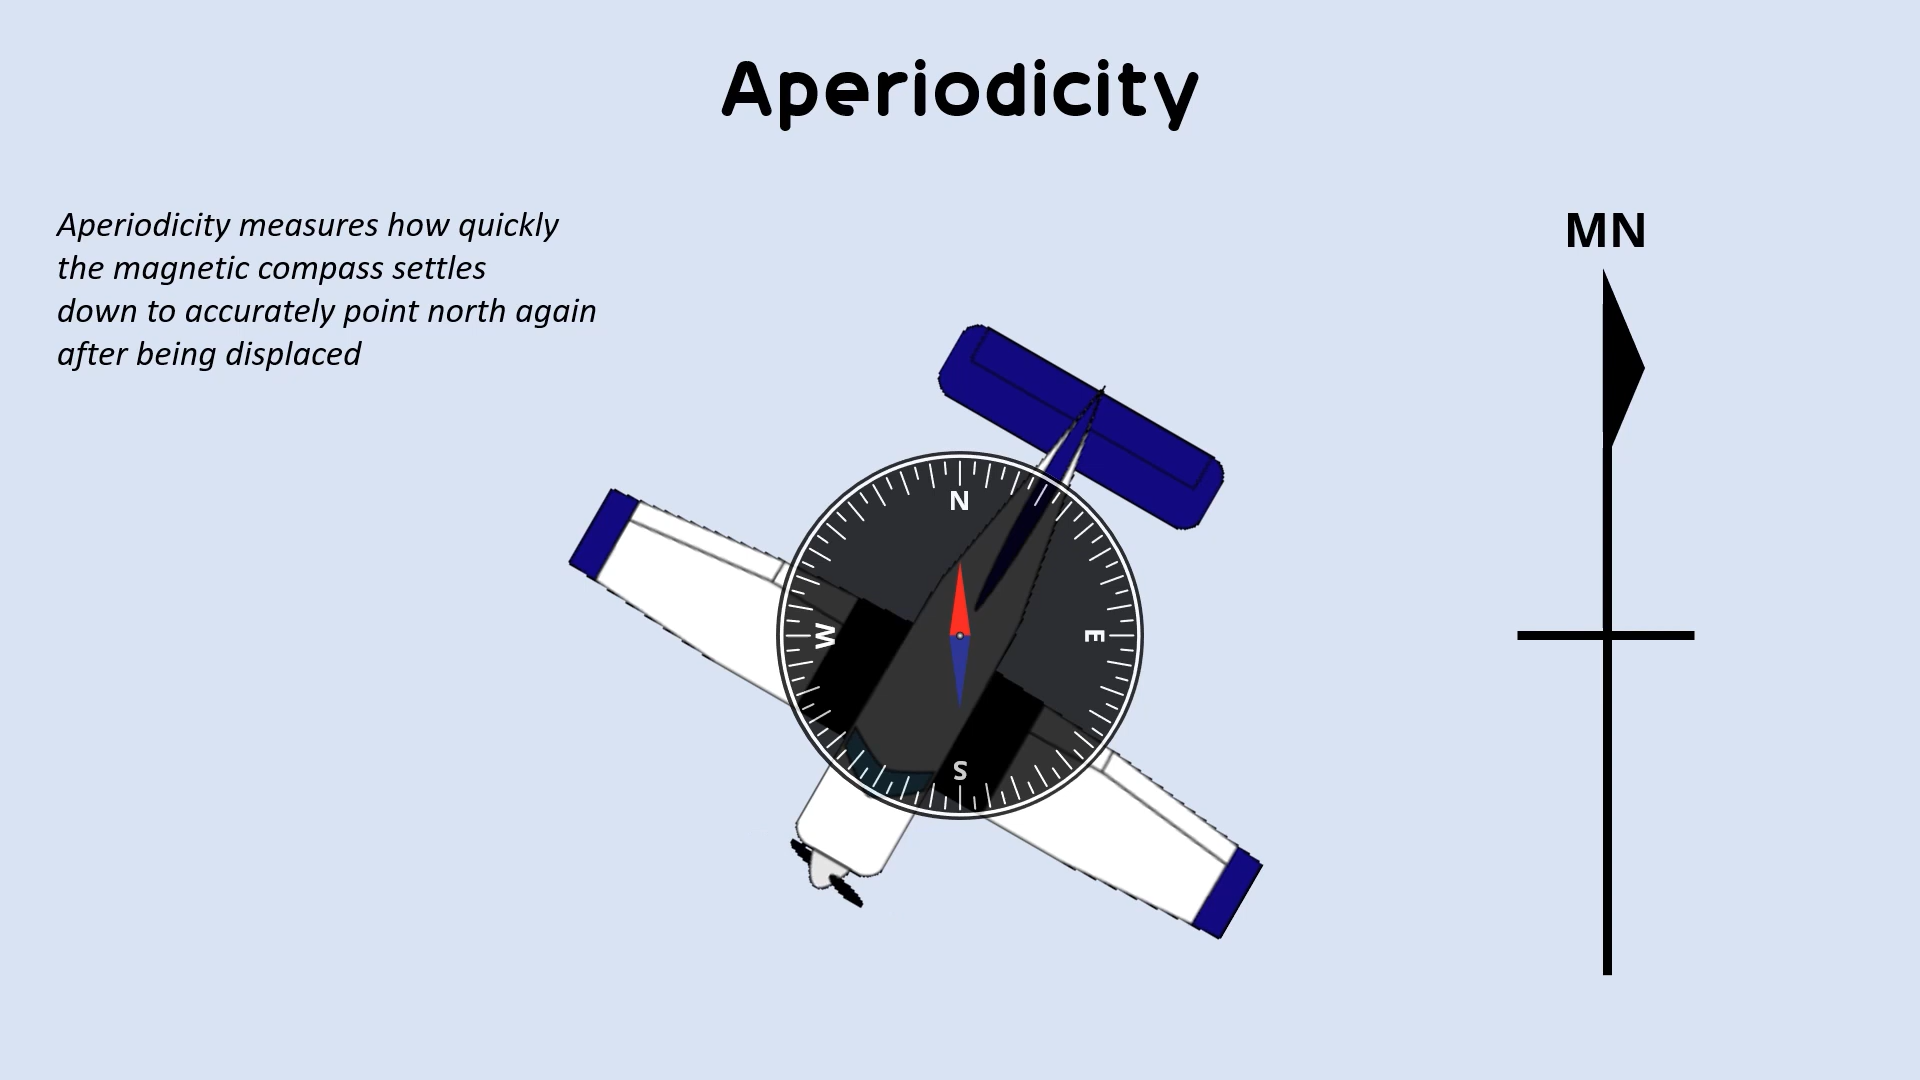 Aperiodicity
Aperiodicity measures how quickly
the magnetic compass settles
down to accurately point north again
after being displaced
MN
N
W
E
S